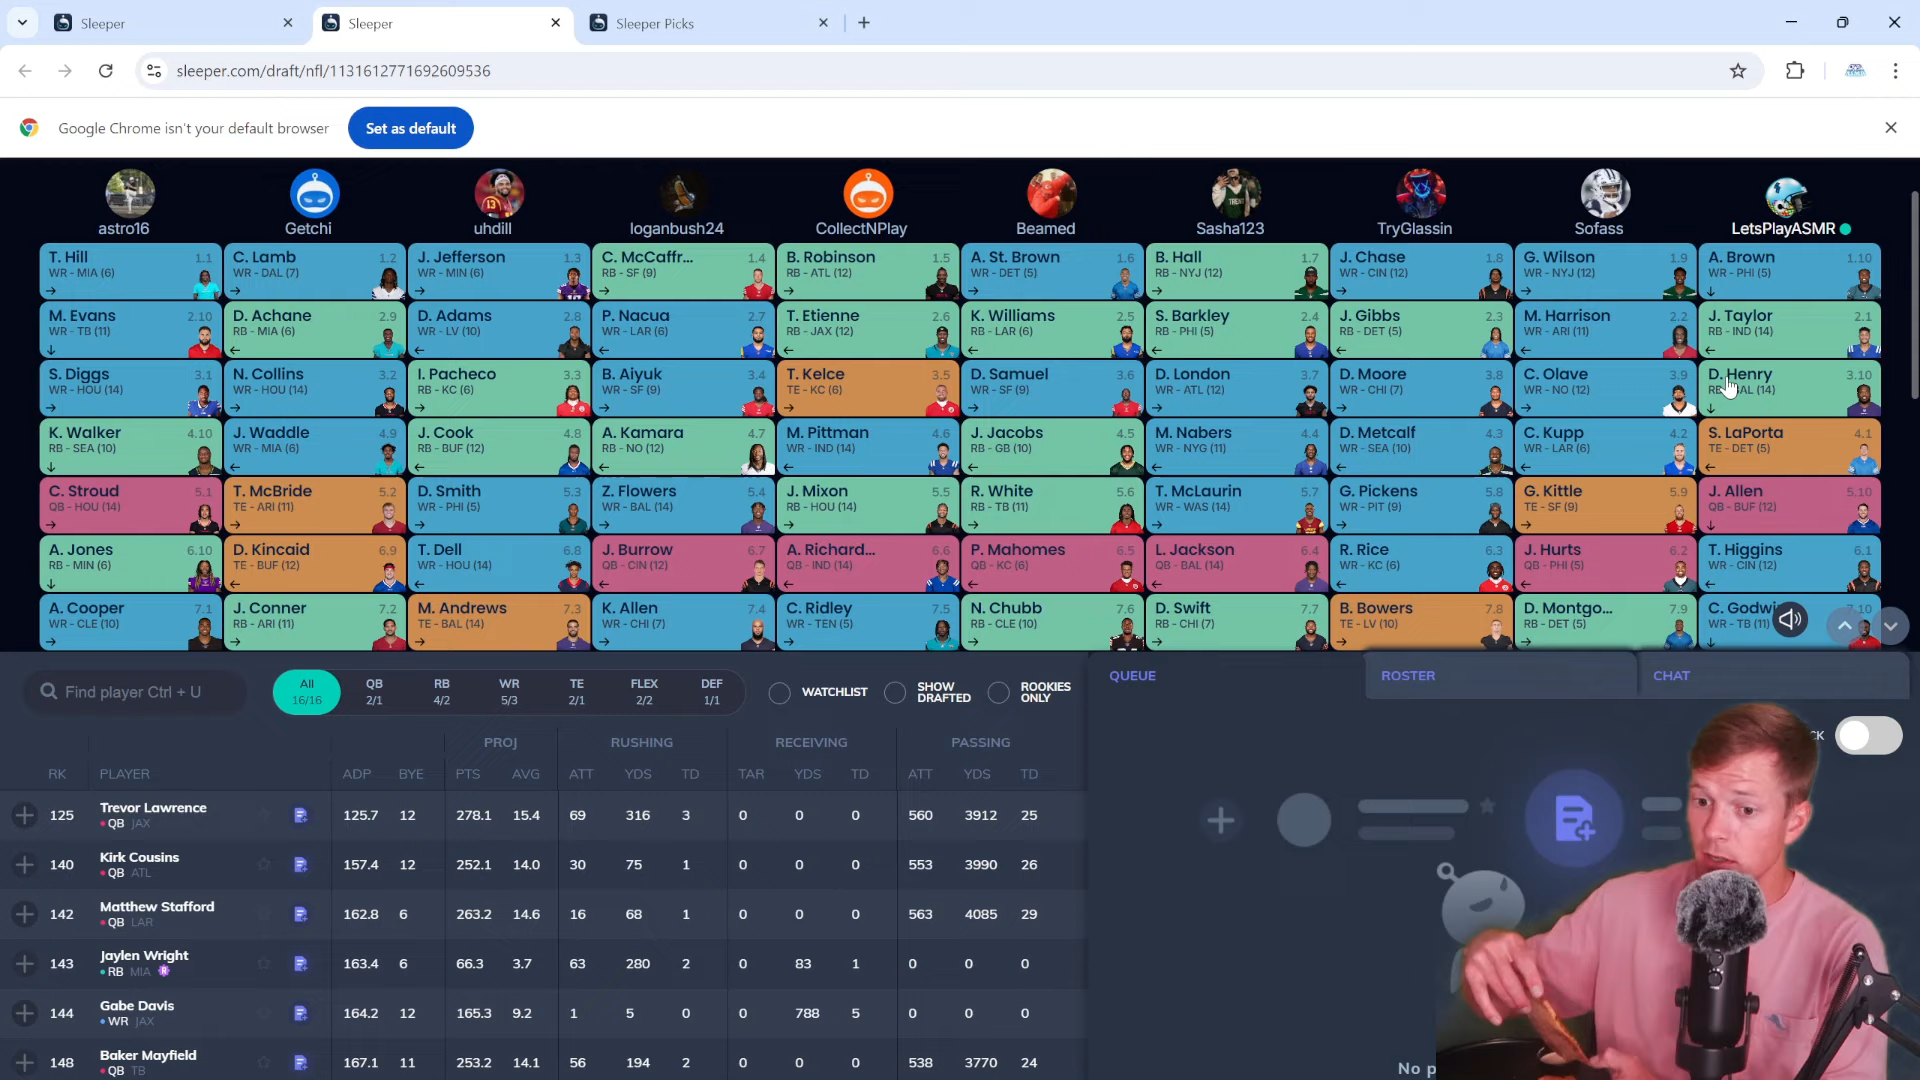 Sleeper
Sleeper
Sleeper Picks
sleeper.com/draft/nfl/1131612771692609536
Google Chrome isn't your default browser
Set as default
astro16 Getchi uhdill loganbush24 CollectNPlay Beamed Sasha123 TryGlassin Sofass LetsPlayASMR
T. Hill 1.1 C. Lamb 1.2 J. Jefferson 1.3 C. McCaffr... 1.4 B. Robinson 1.5 A. St. Brown 1.6 B. Hall 1.7 J. Chase 1.8 G. Wilson 1.9 A. Brown 1.10
WR - MIA (6) WR - DAL (7) WR - MIN (6) RB - SF (9) RB - ATL (12) WR - DET (5) RB - NYJ (12) WR - CIN (12) WR - NYJ (12) WR - PHI (5)
M. Evans 2.10 D. Achane 2.9 D. Adams 2.8 P. Nacua 2.7 T. Etienne 2.6 K. Williams 2.5 S. Barkley 2.4 J. Gibbs 2.3 M. Harrison 2.2 J. Taylor 2.1
WR - TB (11) RB - MIA (6) WR - LV (10) WR - LAR (6) RB - JAX (12) RB - LAR (6) RB - PHI (5) RB - DET (5) WR - ARI (11) RB - IND (14)
S. Diggs 3.1 N. Collins 3.2 I. Pacheco 3.3 B. Aiyuk 3.4 T. Kelce 3.5 D. Samuel 3.6 D. London 3.7 D. Moore 3.8 C. Olave 3.9 D. Henry 3.10
WR - HOU (14) WR - HOU (14) RB - KC (6) WR - SF (9) TE - KC (6) WR - SF (9) WR - ATL (12) WR - CHI (7) WR - NO (12) (14)
K. Walker 4.10 J. Waddle 4.9 J. Cook 4.8 A. Kamara 4.7 M. Pittman 4.6 J. Jacobs 4.5 M. Nabers 4.4 D. Metcalf 4.3 C. Kupp 4.2 S. LaPorta 4.1
RB - SEA (10) WR - MIA (6) RB - BUF (12) RB - NO (12) WR - IND (14) RB - GB (10) WR - NYG (11) WR - SEA (10) WR - LAR (6) TE - DET (5)
C. Stroud 5.1 T. McBride 5.2 D. Smith 5.3 Z. Flowers 5.4 J. Mixon 5.5 R. White 5.6 T. McLaurin 5.7 G. Pickens 5.8 G. Kittle 5.9 J. Allen 5.10
QB - HOU (14) TE - ARI (11) WR - PHI (5) WR - BAL (14) RB - HOU (14) RB - TB (11) WR - WAS (14) WR - PIT (9) TE - SF (9) QB - BUF (12)
A. Jones 6.10 D. Kincaid 6.9 T. Dell 6.8 J. Burrow 6.7 A. Richard... 6.6 P. Mahomes 6.5 L. Jackson 6.4 R. Rice 6.3 J. Hurts 6.2 T. Higgins 6.1
RB - MIN (6) TE - BUF (12) WR - HOU (14) QB - CIN (12) QB - IND (14) QB - KC (6) QB - BAL (14) WR - KC (6) QB - PHI (5) WR - CIN (12)
A. Cooper 7.1 J. Conner 7.2 M. Andrews 7.3 K. Allen 7.4 C. Ridley 7.5 N. Chubb 7.6 D. Swift 7.7 B. Bowers 7.8 D. Montgo... 7.9 C. Godwi
WR - CLE (10) RB - ARI (11) TE - BAL (14) WR - CHI (7) WR - TEN (5) RB - CLE (10) RB - CHI (7) TE - LV (10) RB - DET (5) WR - TB (11)
Find player Ctrl + U
All QB RB WR TE FLEX DEF
16/16 2/1 4/2 5/3 2/1 2/2 1/1
WATCHLIST
SHOW DRAFTED
ROOKIES ONLY
QUEUE ROSTER CHAT
PROJ RUSHING RECEIVING PASSING
RK PLAYER ADP BYE PTS AVG ATT YDS TD TAR YDS TD ATT YDS TD
125 Trevor Lawrence 125.7 12 278.1 15.4 69 316 3 0 0 0 560 3912 25
QB JAX
140 Kirk Cousins 157.4 12 252.1 14.0 30 75 1 0 0 0 553 3990 26
QB ATL
142 Matthew Stafford 162.8 6 263.2 14.6 16 68 1 0 0 0 563 4085 29
QB LAR
143 Jaylen Wright 163.4 6 66.3 3.7 63 280 2 0 83 1 0 0 0
RB MIA R
144 Gabe Davis 164.2 12 165.3 9.2 1 5 0 0 788 5 0 0 0
WR JAX
148 Baker Mayfield 167.1 11 253.2 14.1 56 194 2 0 0 0 538 3770 24
QB TB
CK
No p